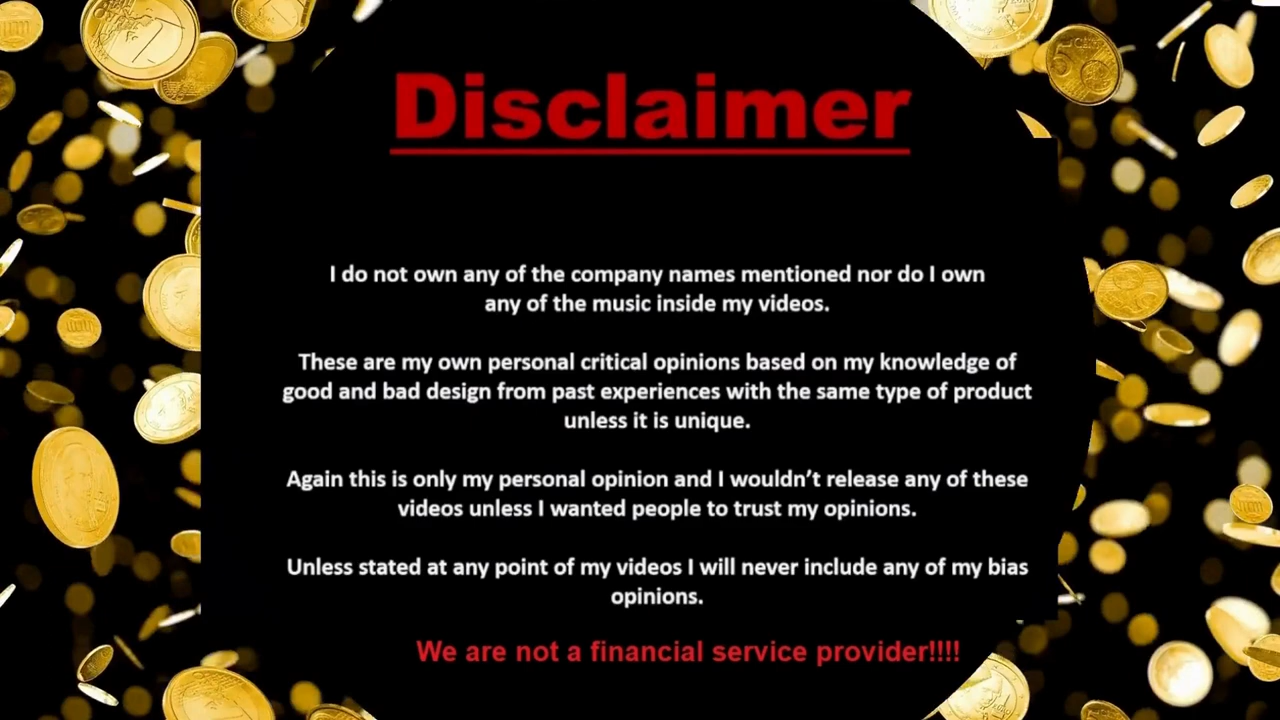 Disclaimer
I do not own any of the company names mentioned nor do I own
any of the music inside my videos.
These are my own personal critical opinions based on my knowledge of
good and bad design from past experiences with the same type of product
unless it is unique.
Again this is only my personal opinion and I wouldn’t release any of these
videos unless I wanted people to trust my opinions.
Unless stated at any point of my videos I will never include any of my bias
opinions.
We are not a financial service provider!!!!